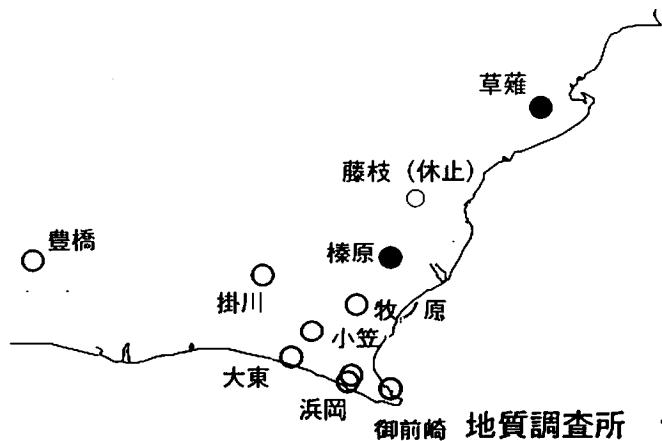 草薙
藤枝（休止）
豊橋
榛原
掛川
牧ノ原
小笠
大東
浜岡
御前崎 地質調査所